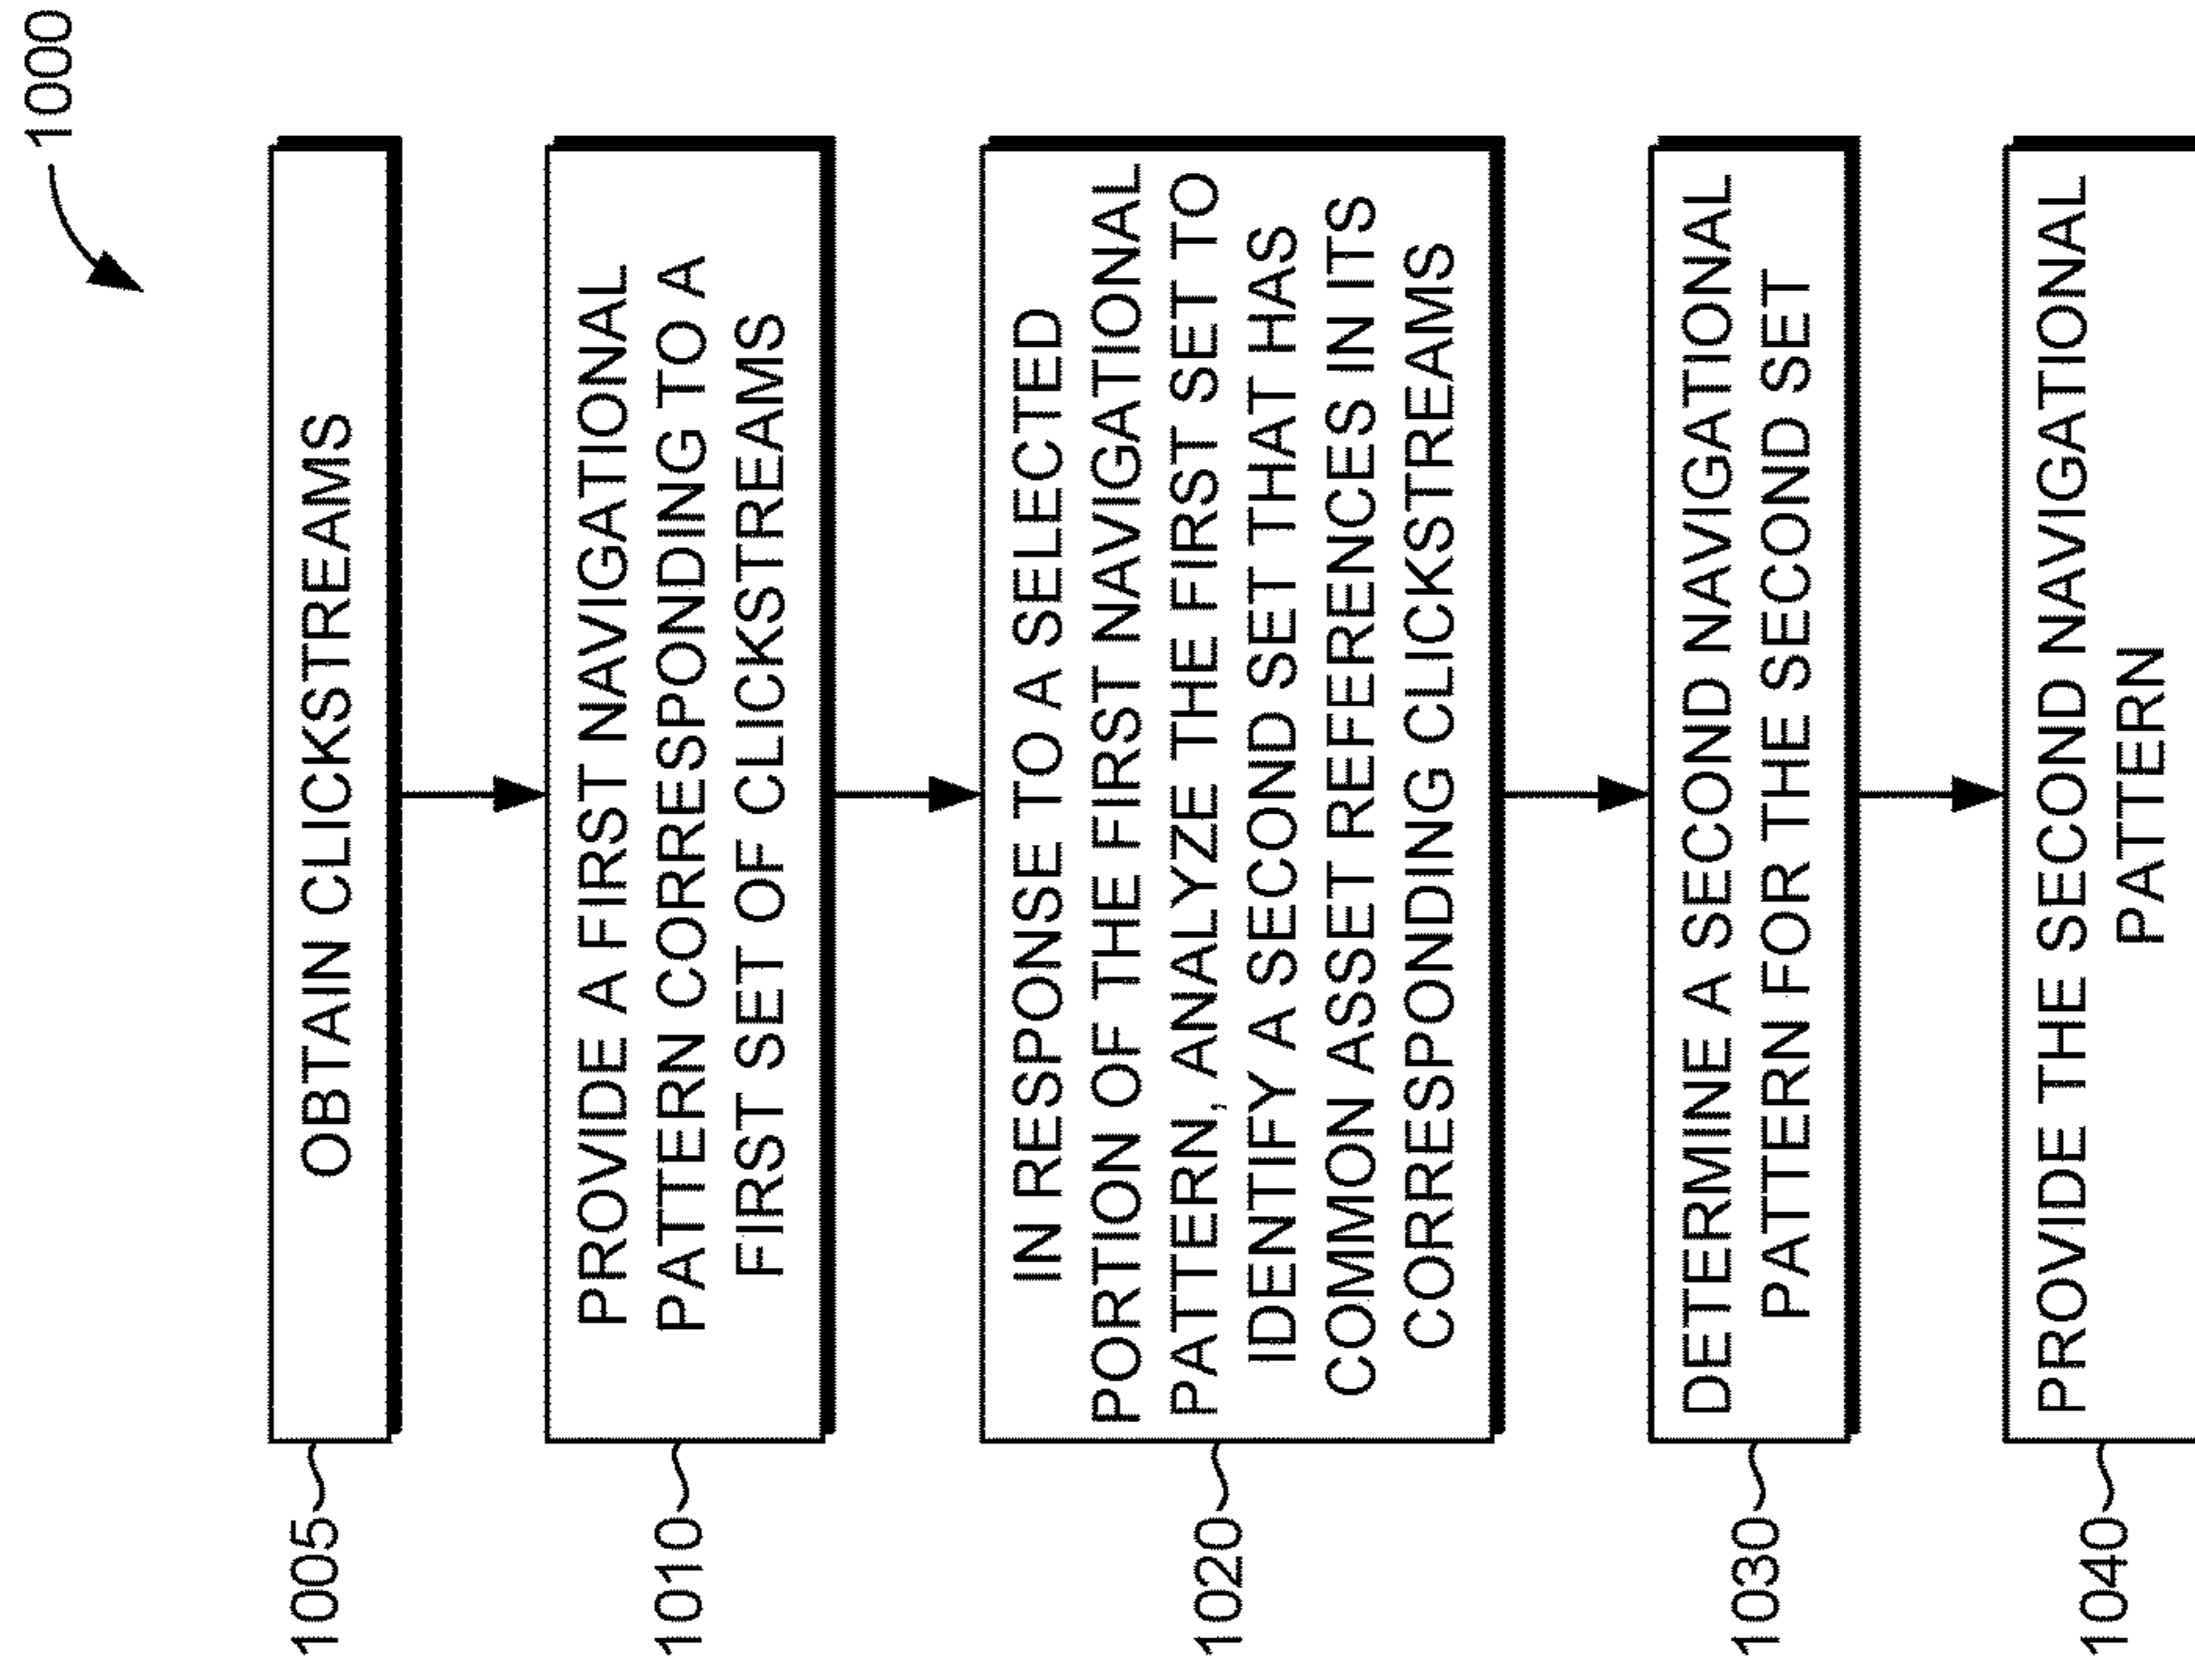 1000
1005
OBTAIN CLICKSTREAMS
1010
PROVIDE A FIRST NAVIGATIONAL
PATTERN CORRESPONDING TO A
FIRST SET OF CLICKSTREAMS
1020
IN RESPONSE TO A SELECTED
PORTION OF THE FIRST NAVIGATIONAL
PATTERN, ANALYZE THE FIRST SET TO
IDENTIFY A SECOND SET THAT HAS
COMMON ASSET REFERENCES IN ITS
CORRESPONDING CLICKSTREAMS
1030
DETERMINE A SECOND NAVIGATIONAL
PATTERN FOR THE SECOND SET
1040
PROVIDE THE SECOND NAVIGATIONAL
PATTERN